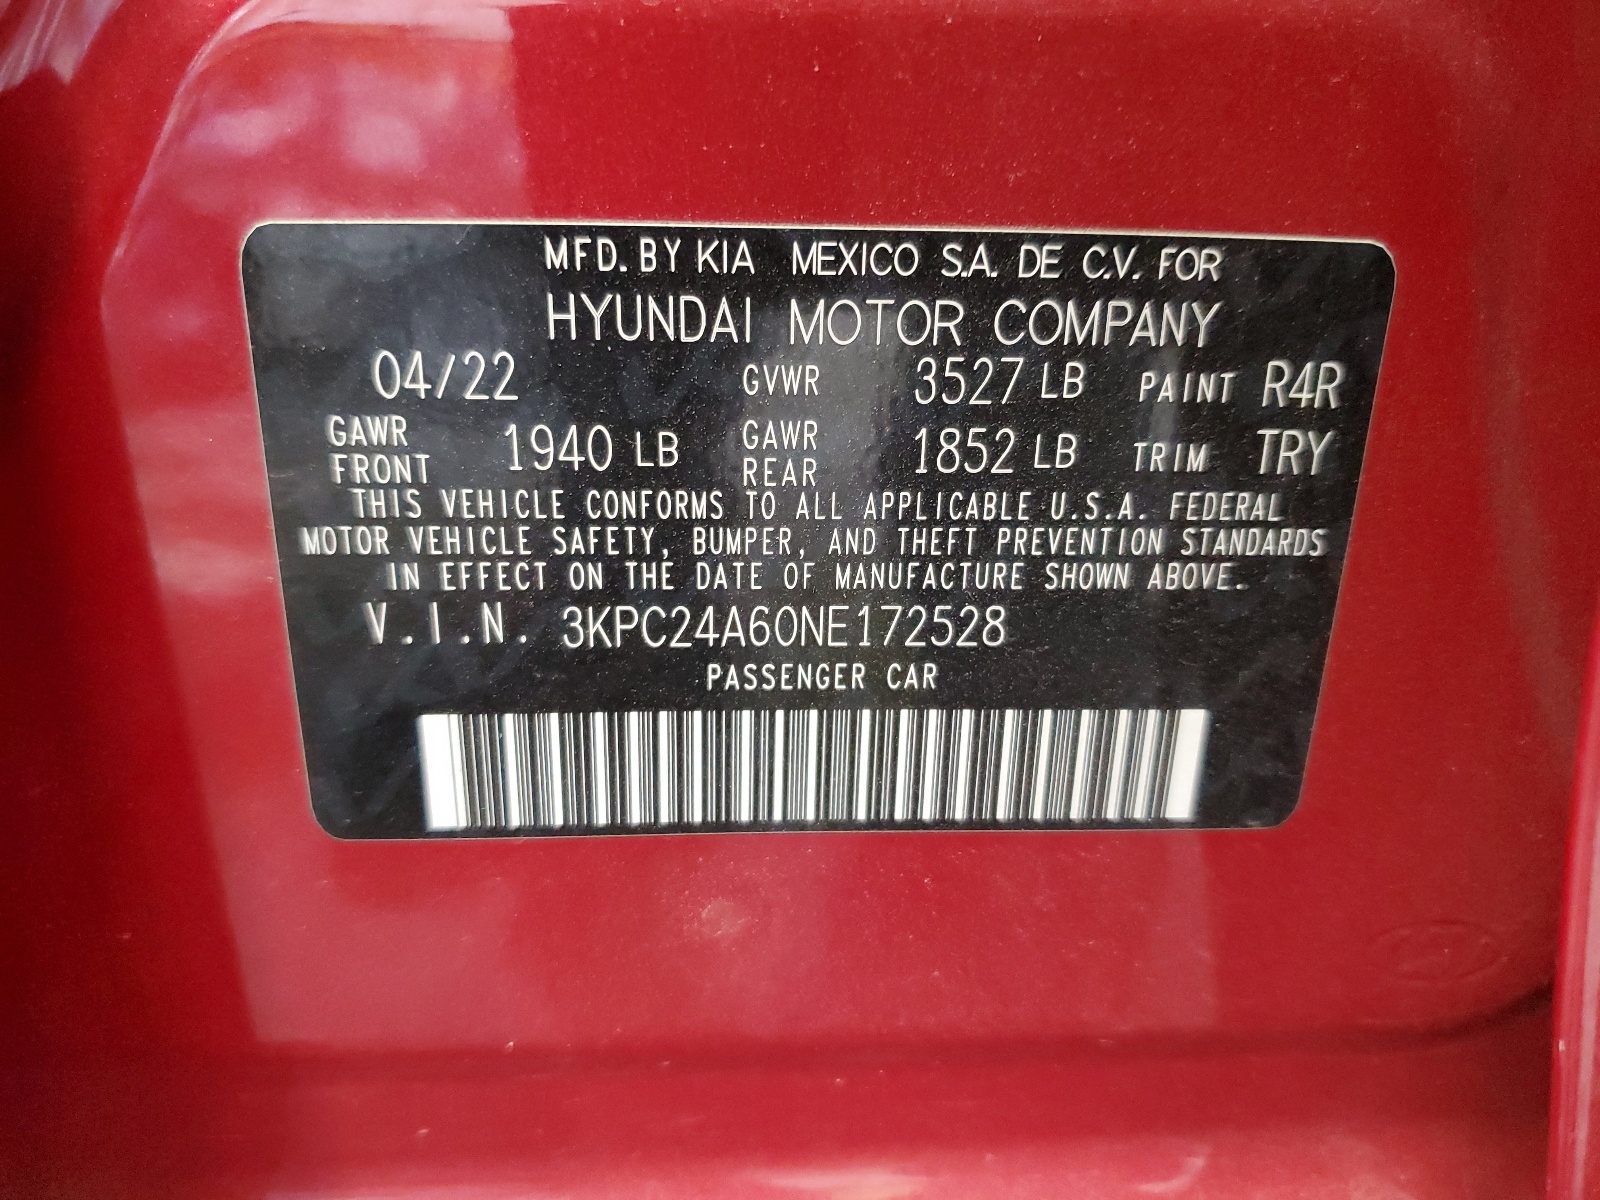 MFD. BY KIA MEXICO S.A. DE C.V. FOR
HYUNDAI MOTOR COMPANY
04/22 GVWR 3527 LB PAINT R4R
GAWR FRONT 1940 LB GAWR REAR 1852 LB TRIM TRY
THIS VEHICLE CONFORMS TO ALL APPLICABLE U.S.A. FEDERAL
MOTOR VEHICLE SAFETY, BUMPER, AND THEFT PREVENTION STANDARDS
IN EFFECT ON THE DATE OF MANUFACTURE SHOWN ABOVE.
V.I.N. 3KPC24A60NE172528
PASSENGER CAR